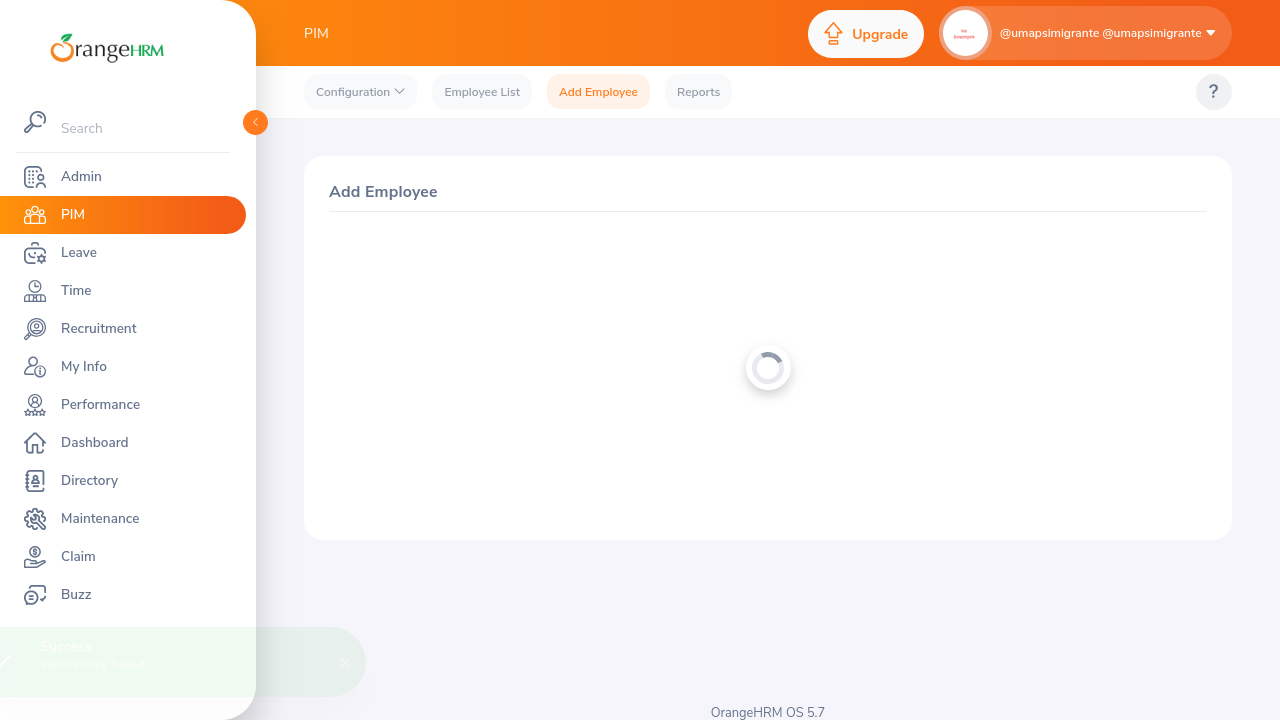 OrangeHRM
PIM
Upgrade
@umapsimigrante @umapsimigrante
Configuration
Employee List
Add Employee
Reports
?
Search
Admin
PIM
Leave
Time
Recruitment
My Info
Performance
Dashboard
Directory
Maintenance
Claim
Buzz
Add Employee
Success
Successfully Saved
OrangeHRM OS 5.7